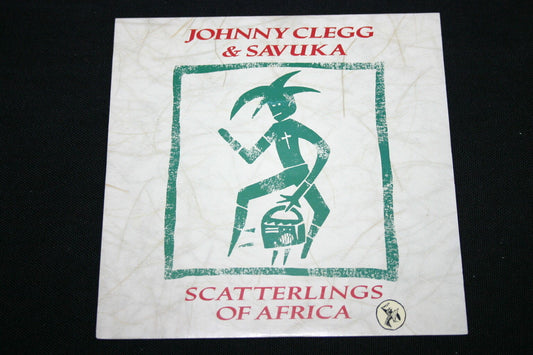 JOHNNY CLEGG
& SAVUKA
SCATTERLINGS
OF AFRICA